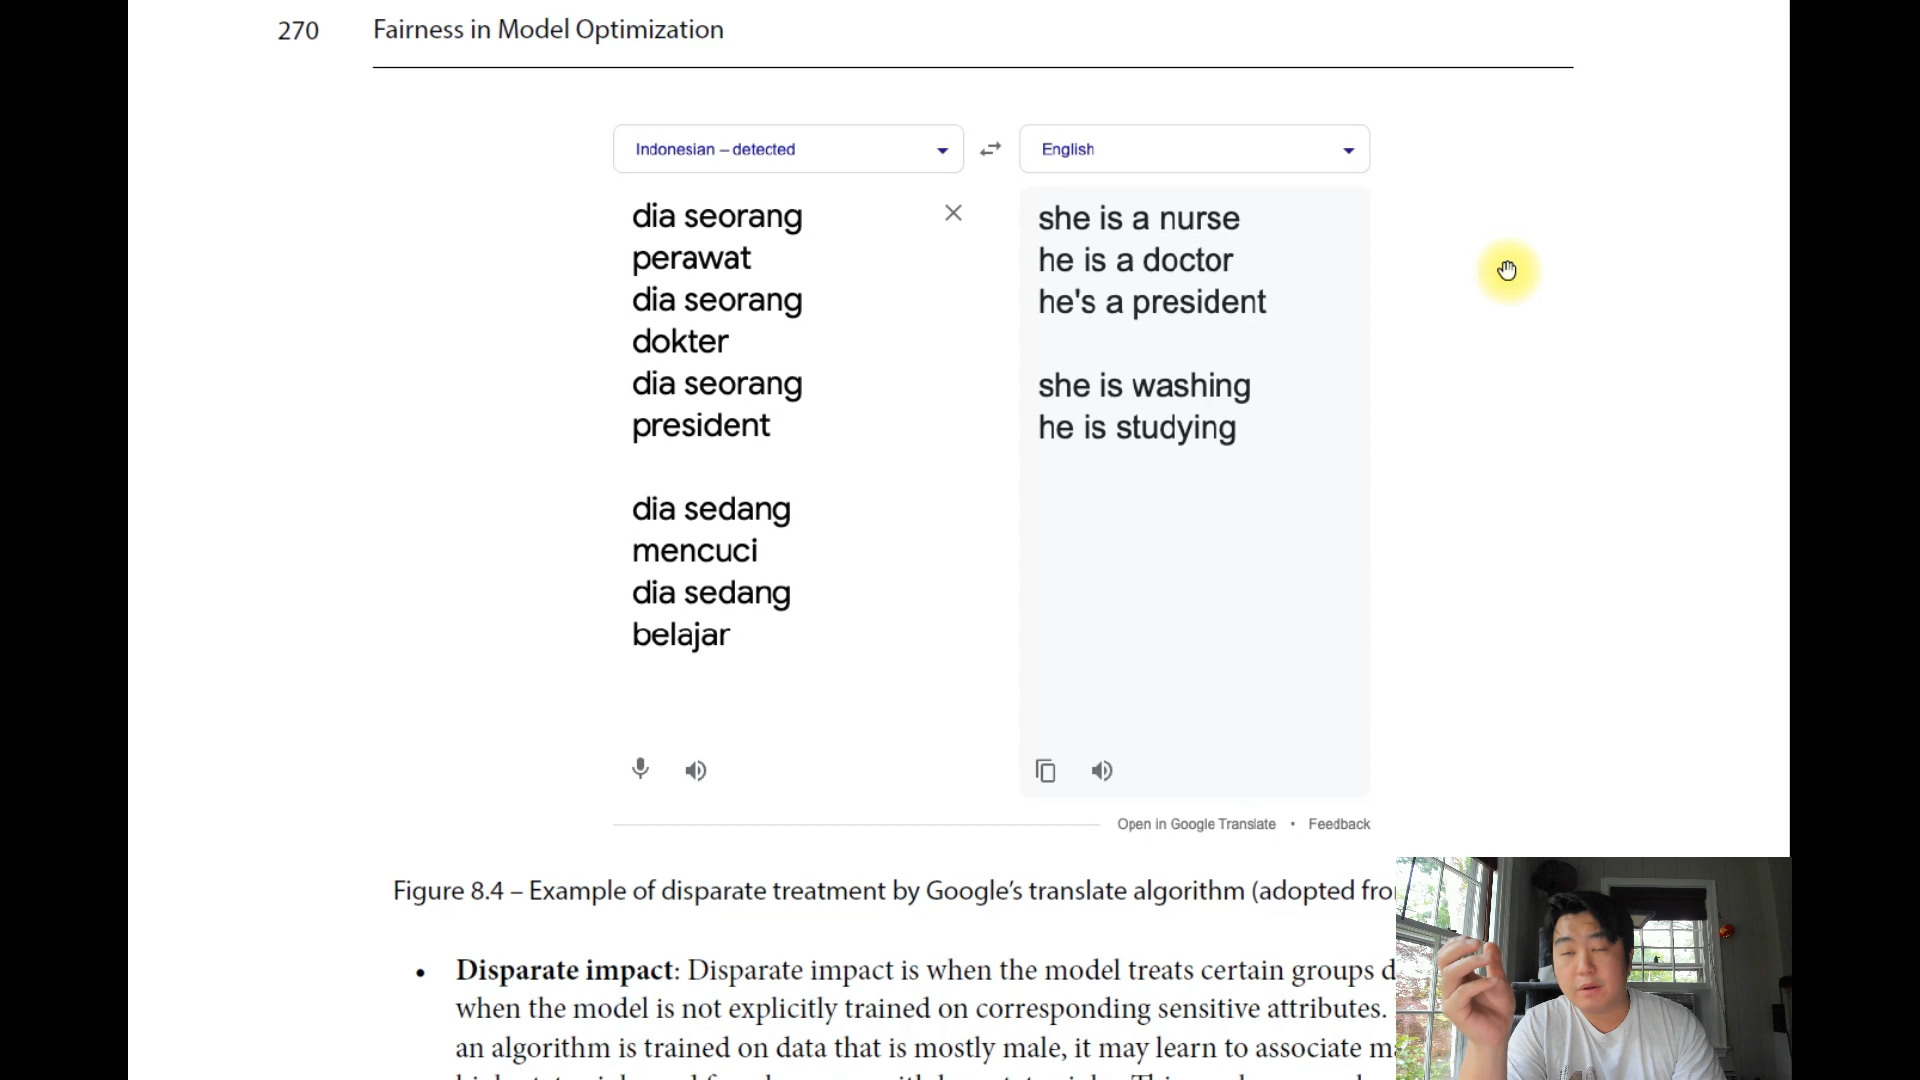 270 Fairness in Model Optimization
Indonesian – detected
English
dia seorang
perawat
dia seorang
dokter
dia seorang
president
dia sedang
mencuci
dia sedang
belajar
she is a nurse
he is a doctor
he's a president
she is washing
he is studying
Open in Google Translate • Feedback
Figure 8.4 – Example of disparate treatment by Google's translate algorithm (adopted
• Disparate impact: Disparate impact is when the model treats certain groups
when the model is not explicitly trained on corresponding sensitive attributes.
an algorithm is trained on data that is mostly male, it may learn to associate